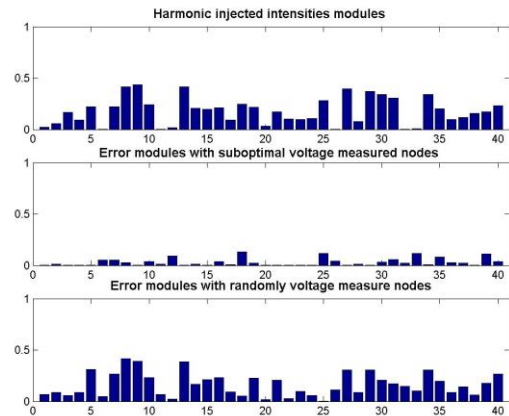 Harmonic injected intensities modules
1
0.5
0
0 5 10 15 20 25 30 35 40
Error modules with suboptimal voltage measured nodes
1
0.5
0
0 5 10 15 20 25 30 35 40
Error modules with randomly voltage measure nodes
1
0.5
0
0 5 10 15 20 25 30 35 40